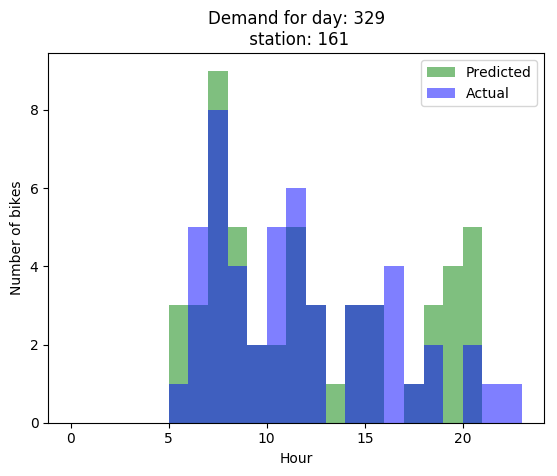 Demand for day: 329
station: 161
Predicted
Actual
Number of bikes
8
6
4
2
0
0 5 10 15 20
Hour